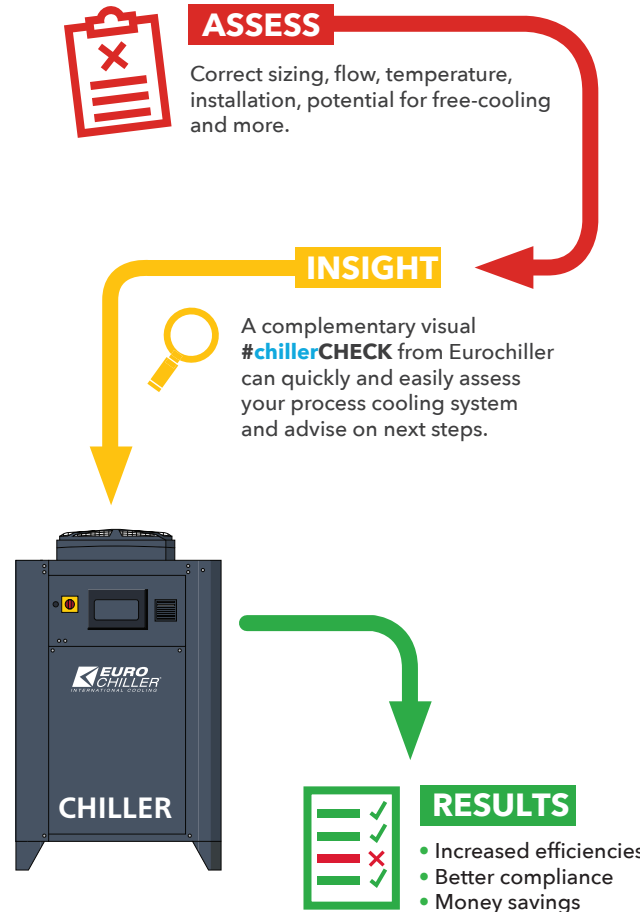 ASSESS
Correct sizing, flow, temperature,
installation, potential for free-cooling
and more.
INSIGHT
A complementary visual
#chillerCHECK from Eurochiller
can quickly and easily assess
your process cooling system
and advise on next steps.
EURO
CHILLER
INTERNATIONAL COOLING
CHILLER
RESULTS
• Increased efficiencies
• Better compliance
• Money savings